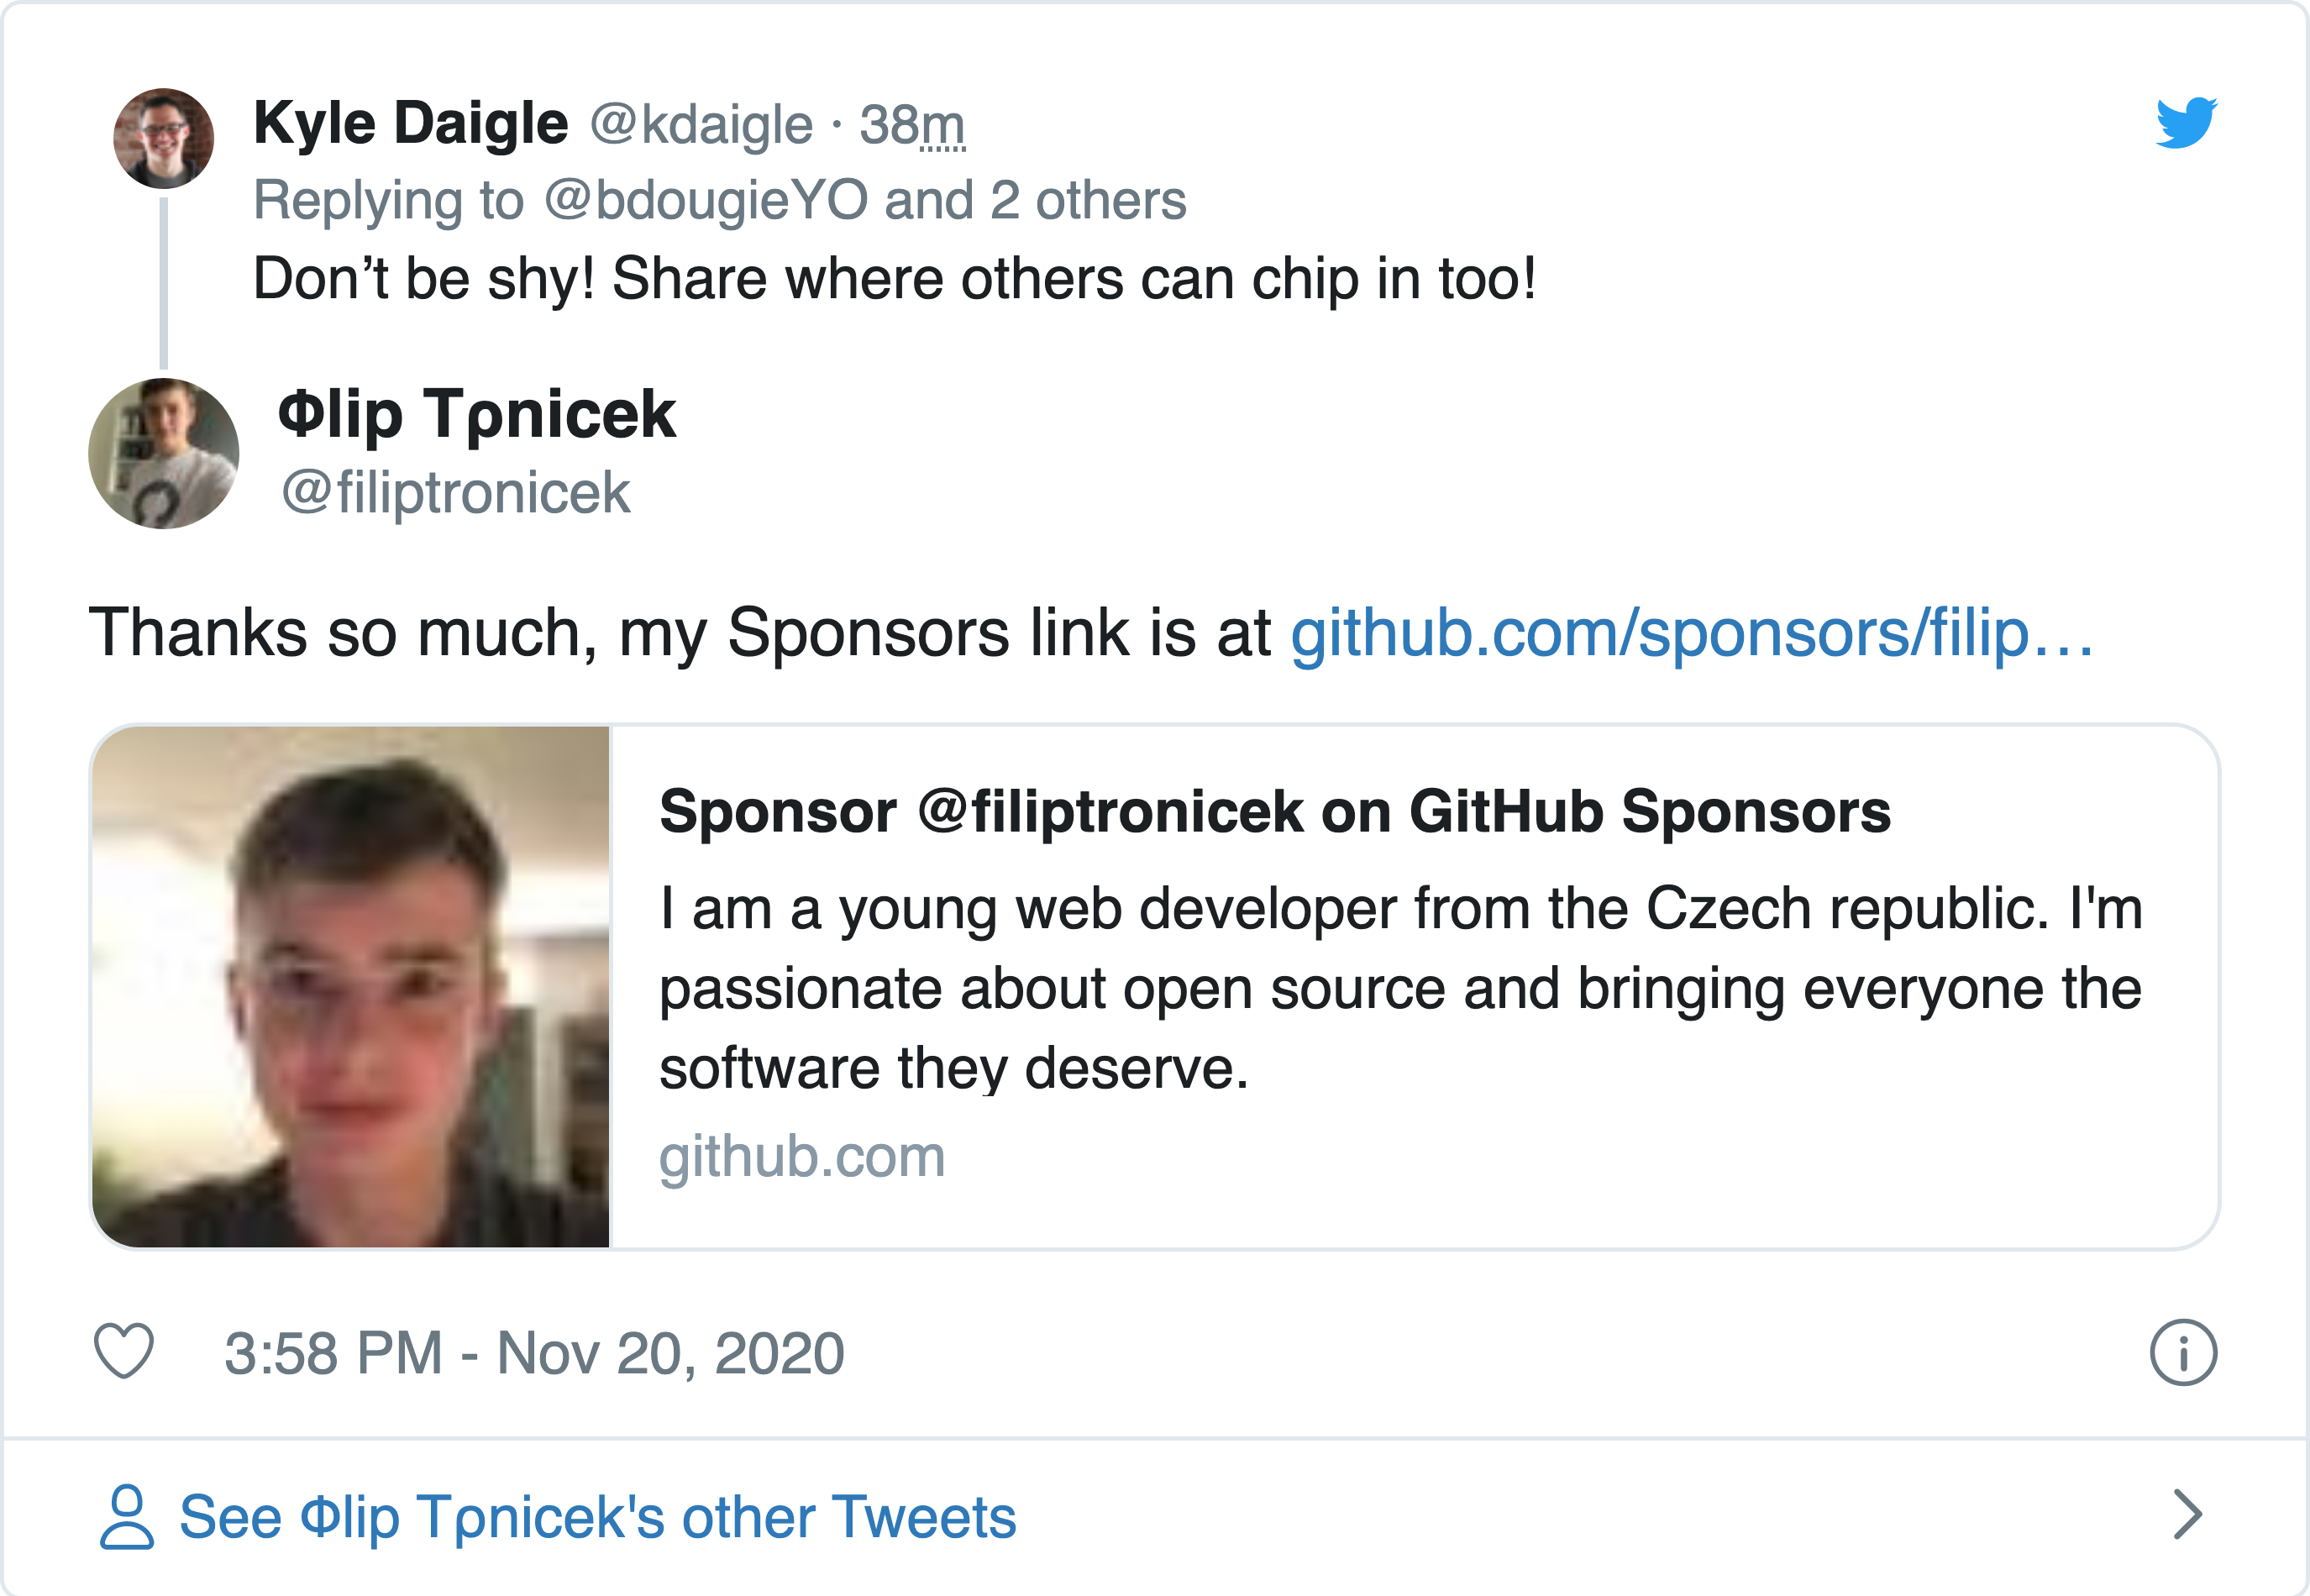 Kyle Daigle @kdaigle · 38m
Replying to @bdougieYO and 2 others
Don’t be shy! Share where others can chip in too!
Φlip Tρnicek
@filiptronicek
Thanks so much, my Sponsors link is at github.com/sponsors/filip…
Sponsor @filiptronicek on GitHub Sponsors
I am a young web developer from the Czech republic. I'm
passionate about open source and bringing everyone the
software they deserve.
github.com
3:58 PM - Nov 20, 2020
See Φlip Tρnicek's other Tweets